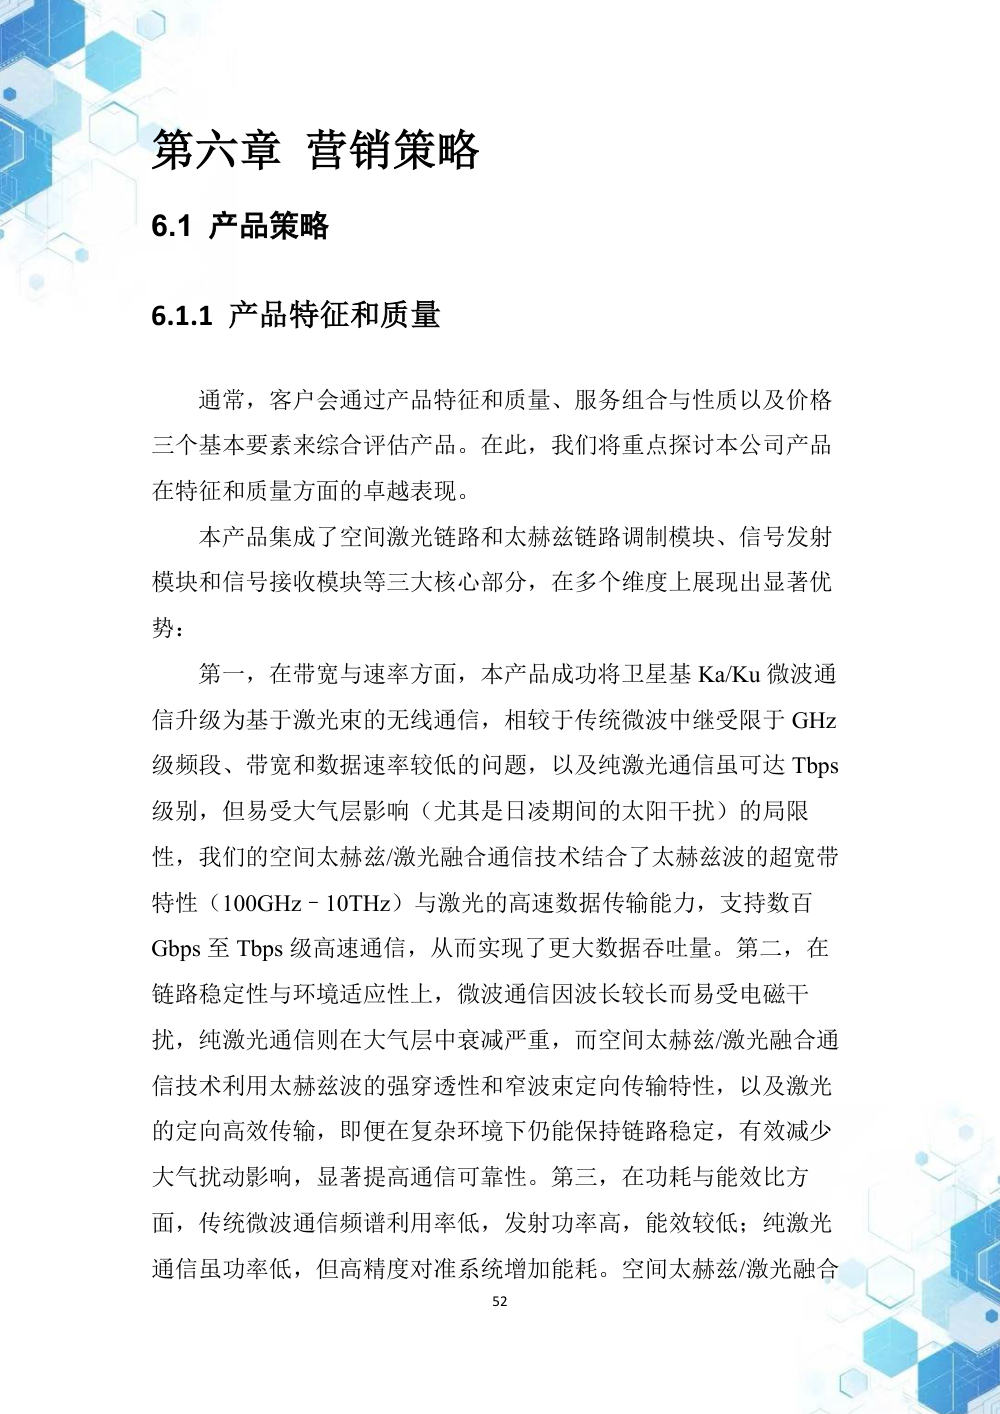 第六章 营销策略
6.1 产品策略
6.1.1 产品特征和质量
通常，客户会通过产品特征和质量、服务组合与性质以及价格
三个基本要素来综合评估产品。在此，我们将重点探讨本公司产品
在特征和质量方面的卓越表现。
本产品集成了空间激光链路和太赫兹链路调制模块、信号发射
模块和信号接收模块等三大核心部分，在多个维度上展现出显著优
势：
第一，在带宽与速率方面，本产品成功将卫星基 Ka/Ku 微波通
信升级为基于激光束的无线通信，相较于传统微波中继受限于 GHz
级频段、带宽和数据速率较低的问题，以及纯激光通信虽可达 Tbps
级别，但易受大气层影响（尤其是日凌期间的太阳干扰）的局限
性，我们的空间太赫兹/激光融合通信技术结合了太赫兹波的超宽带
特性（100GHz–10THz）与激光的高速数据传输能力，支持数百
Gbps 至 Tbps 级高速通信，从而实现了更大数据吞吐量。第二，在
链路稳定性与环境适应性上，微波通信因波长较长而易受电磁干
扰，纯激光通信则在大气层中衰减严重，而空间太赫兹/激光融合通
信技术利用太赫兹波的强穿透性和窄波束定向传输特性，以及激光
的定向高效传输，即便在复杂环境下仍能保持链路稳定，有效减少
大气扰动影响，显著提高通信可靠性。第三，在功耗与能效比方
面，传统微波通信频谱利用率低，发射功率高，能效较低；纯激光
通信虽功率低，但高精度对准系统增加能耗。空间太赫兹/激光融合
52